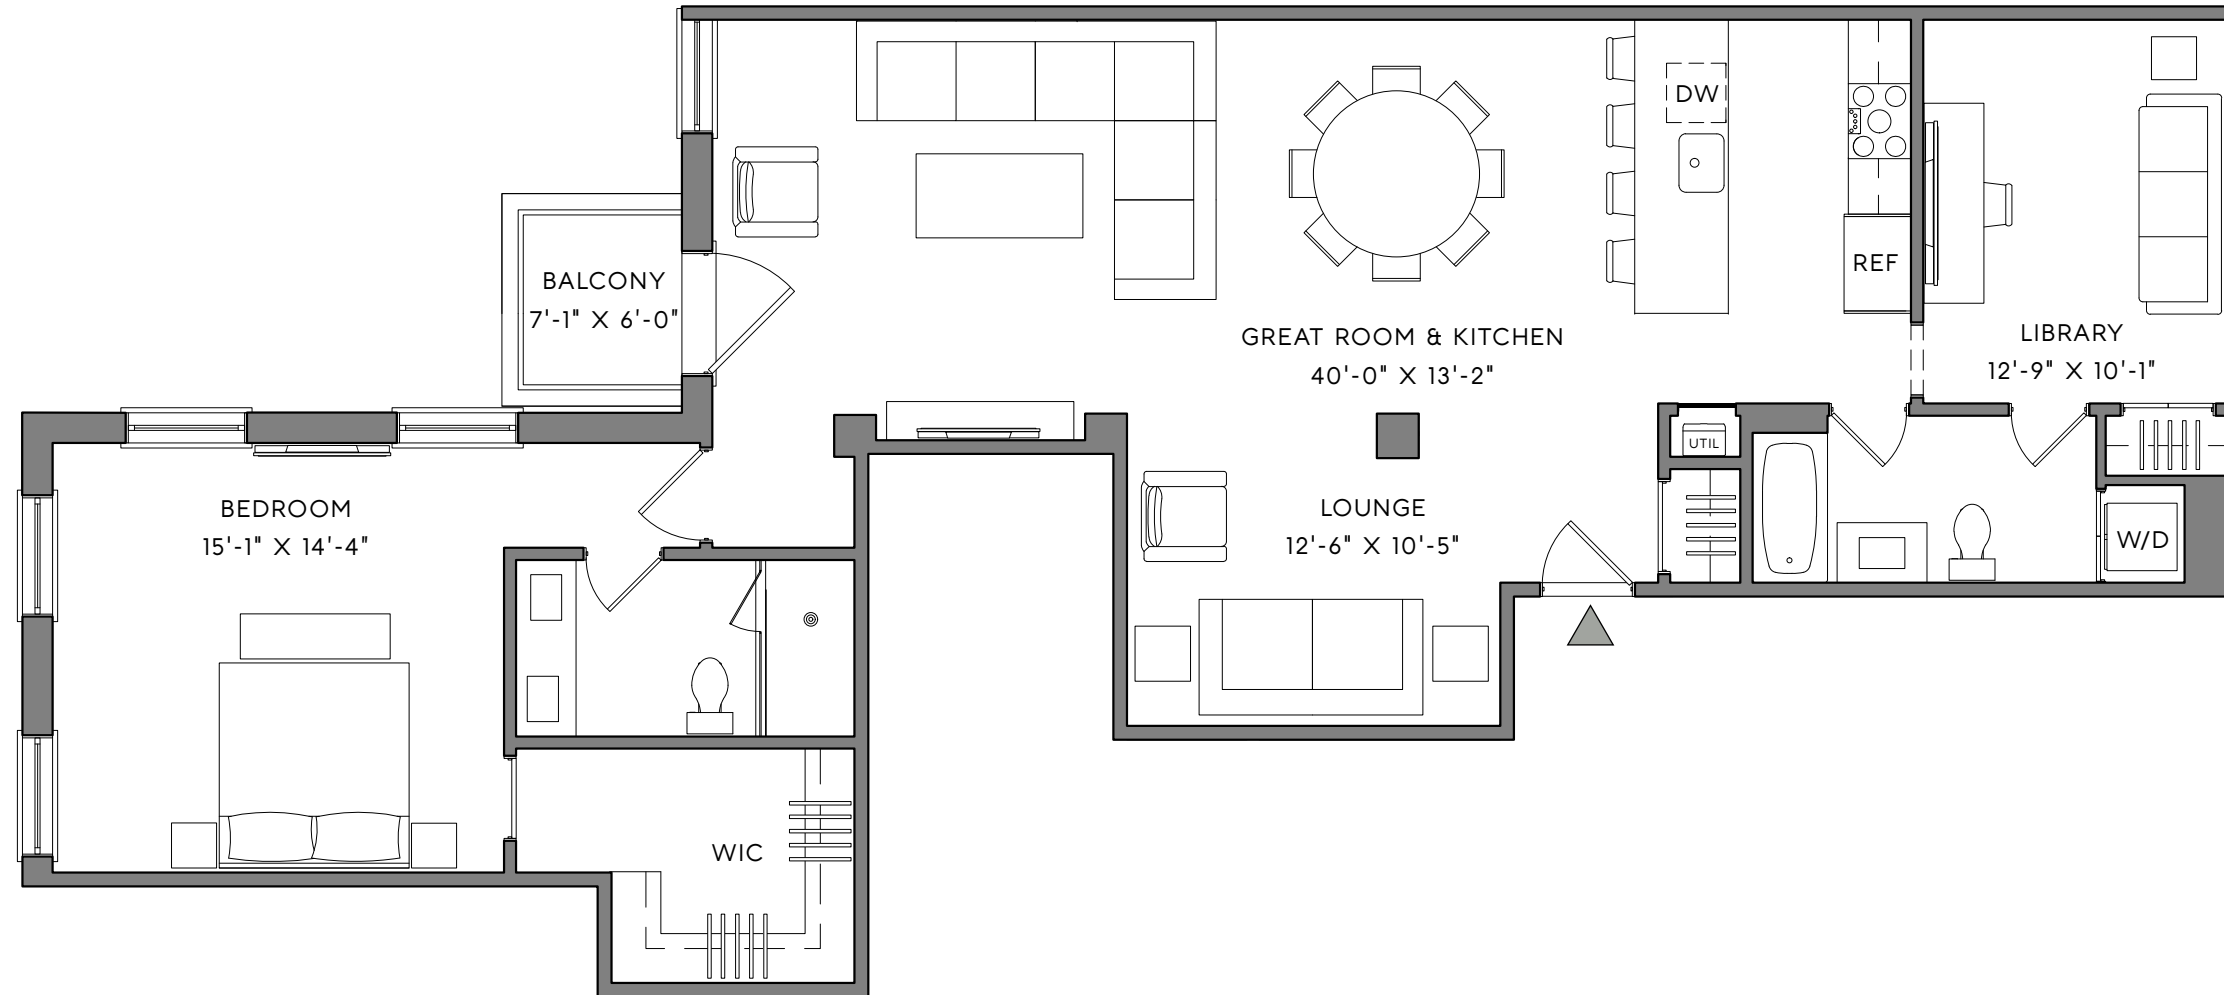 DW
BALCONY
7'-1" X 6'-0"
REF
GREAT ROOM & KITCHEN
40'-0" X 13'-2"
LIBRARY
12'-9" X 10'-1"
UTIL
BEDROOM
15'-1" X 14'-4"
LOUNGE
12'-6" X 10'-5"
W/D
WIC